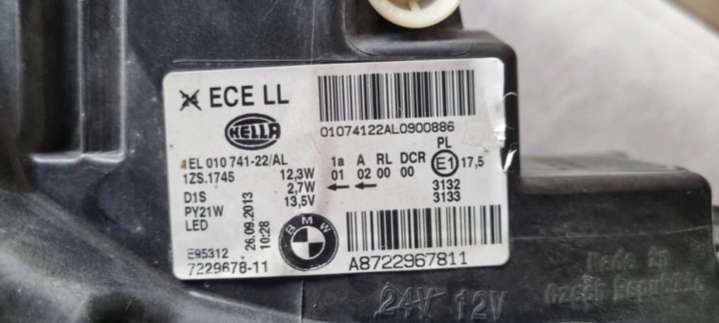 ECE LL
HELLA
01074122AL0900886
EL 010 741-22/AL
1ZS.1745
12,3W
1a A RL DCR
PL
01 02 00 00
E1 17,5
D1S
2,7W
3132
PY21W
13,5V
3133
LED
26.09.2013
10:28
BMW
E95312
7229678-11
A8722967811
24V 12V
Made in
Czech Republic